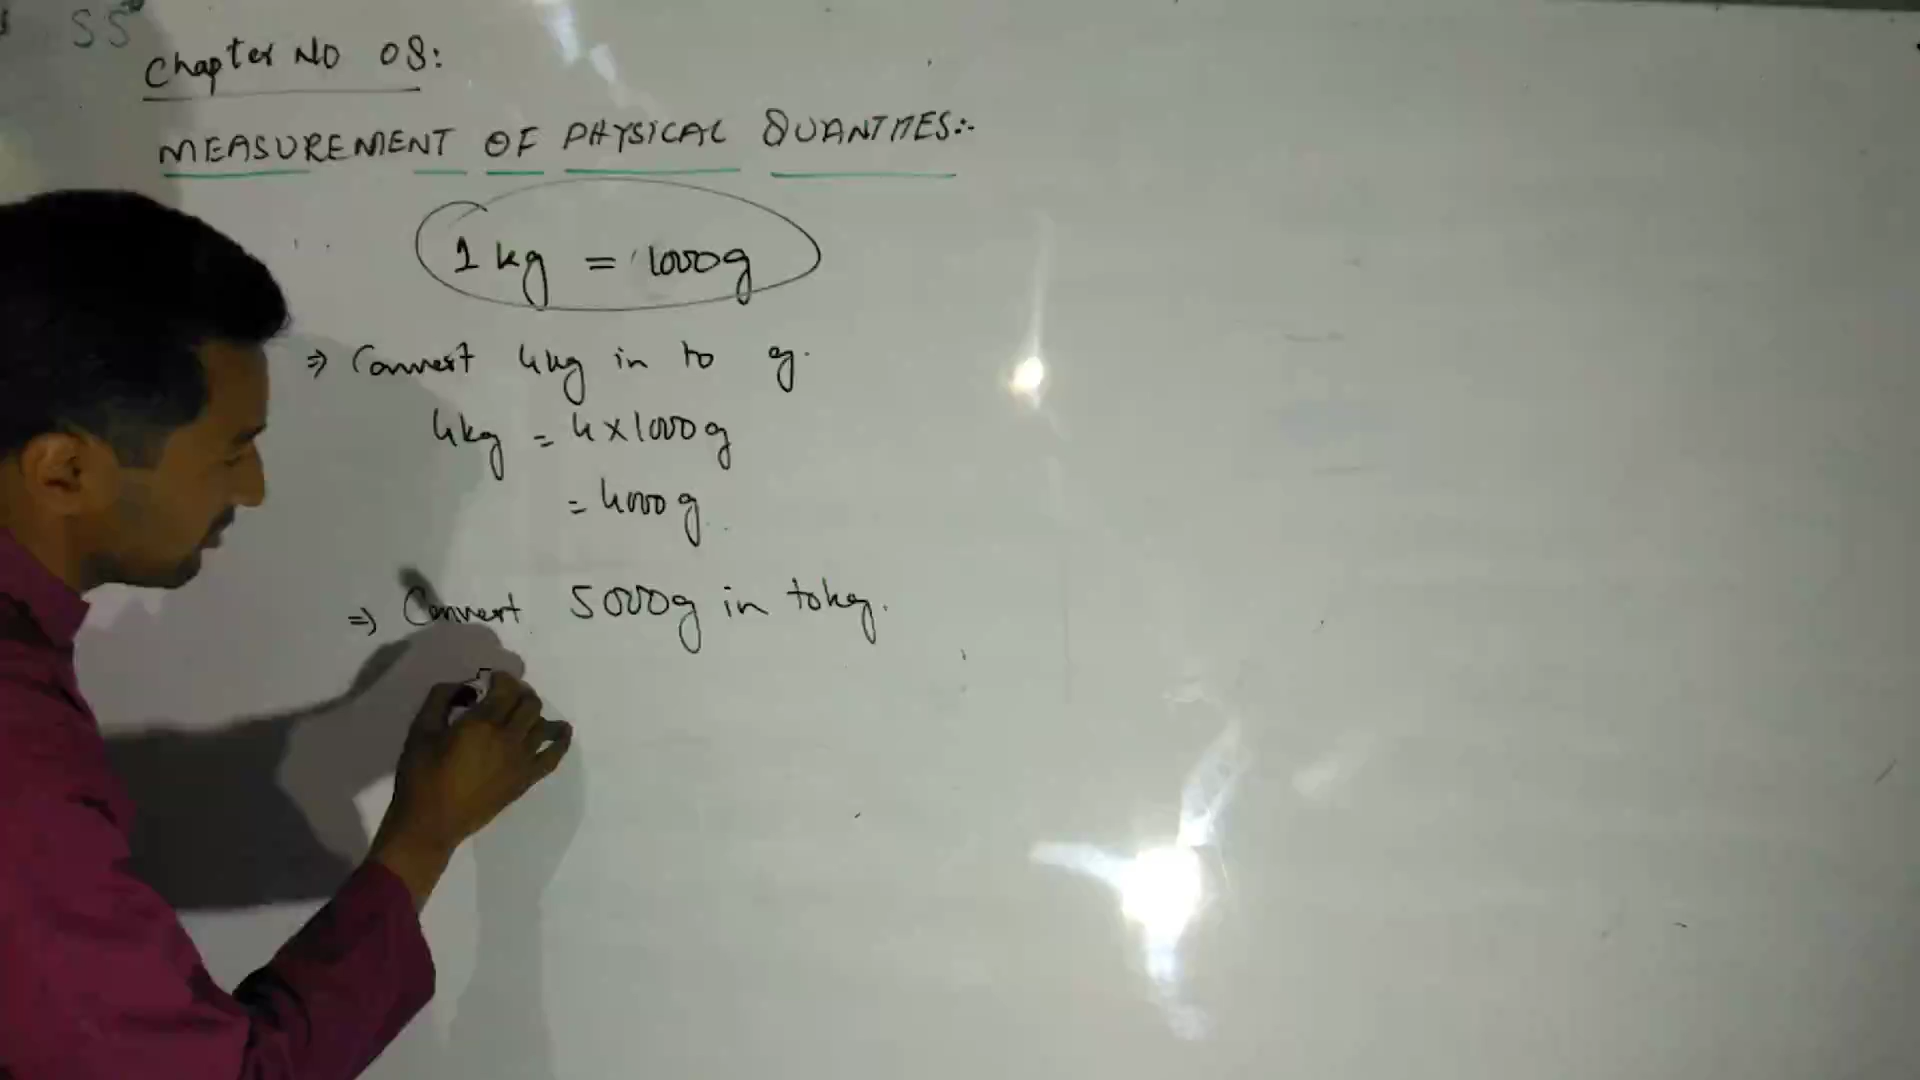 SS
Chapter No 08:
MEASUREMENT OF PHYSICAL QUANTITIES:-
1 kg = 1000g
⇒ Convert 4kg in to g.
4kg = 4×1000g
= 4000g
⇒ Convert 5000g in to kg.
5